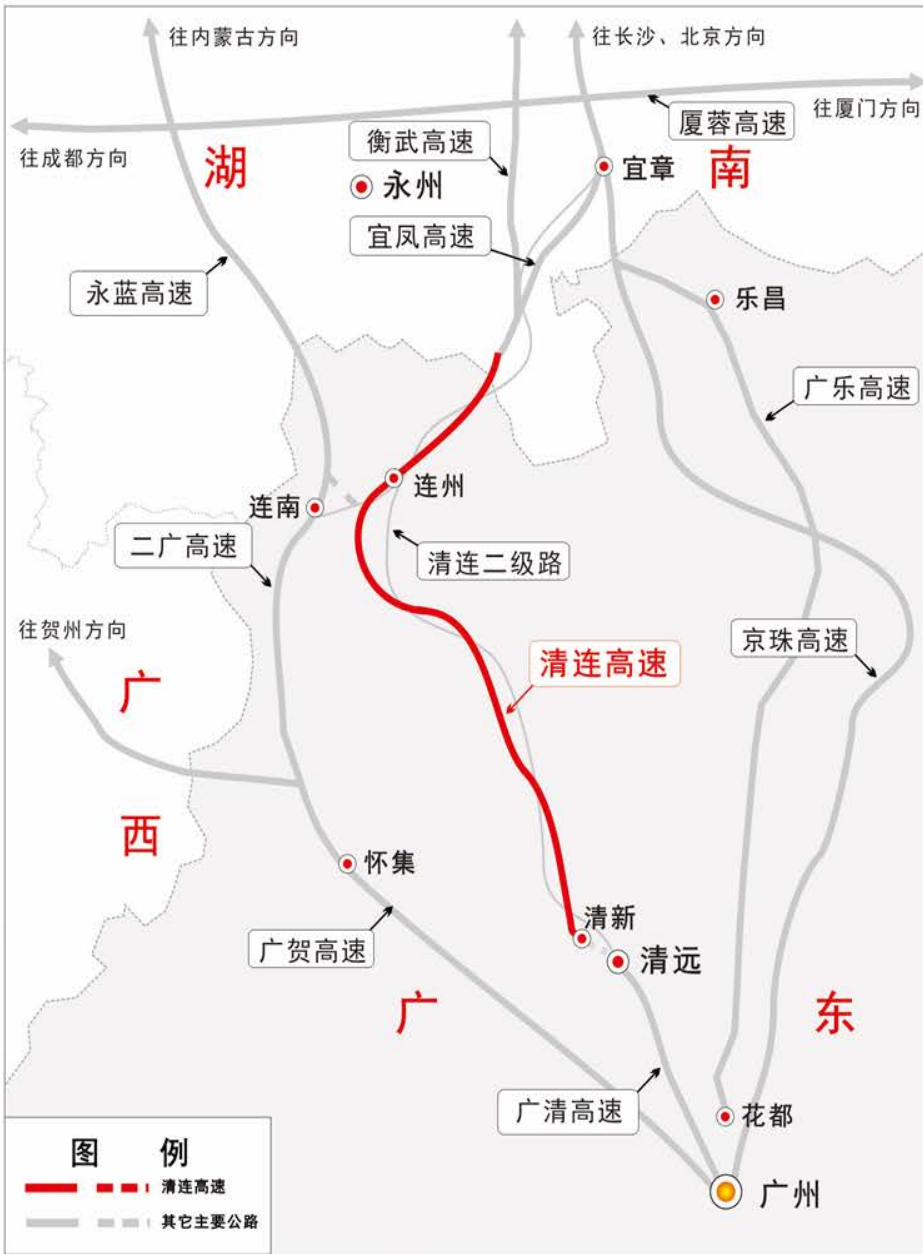 往内蒙古方向
往长沙、北京方向
厦蓉高速
往厦门方向
往成都方向
衡武高速
湖
南
宜章
永州
宜凤高速
永蓝高速
乐昌
广乐高速
连州
连南
二广高速
清连二级路
往贺州方向
清连高速
京珠高速
广
西
怀集
清新
广贺高速
清远
广
东
广清高速
花都
广州
图 例
清连高速
其它主要公路